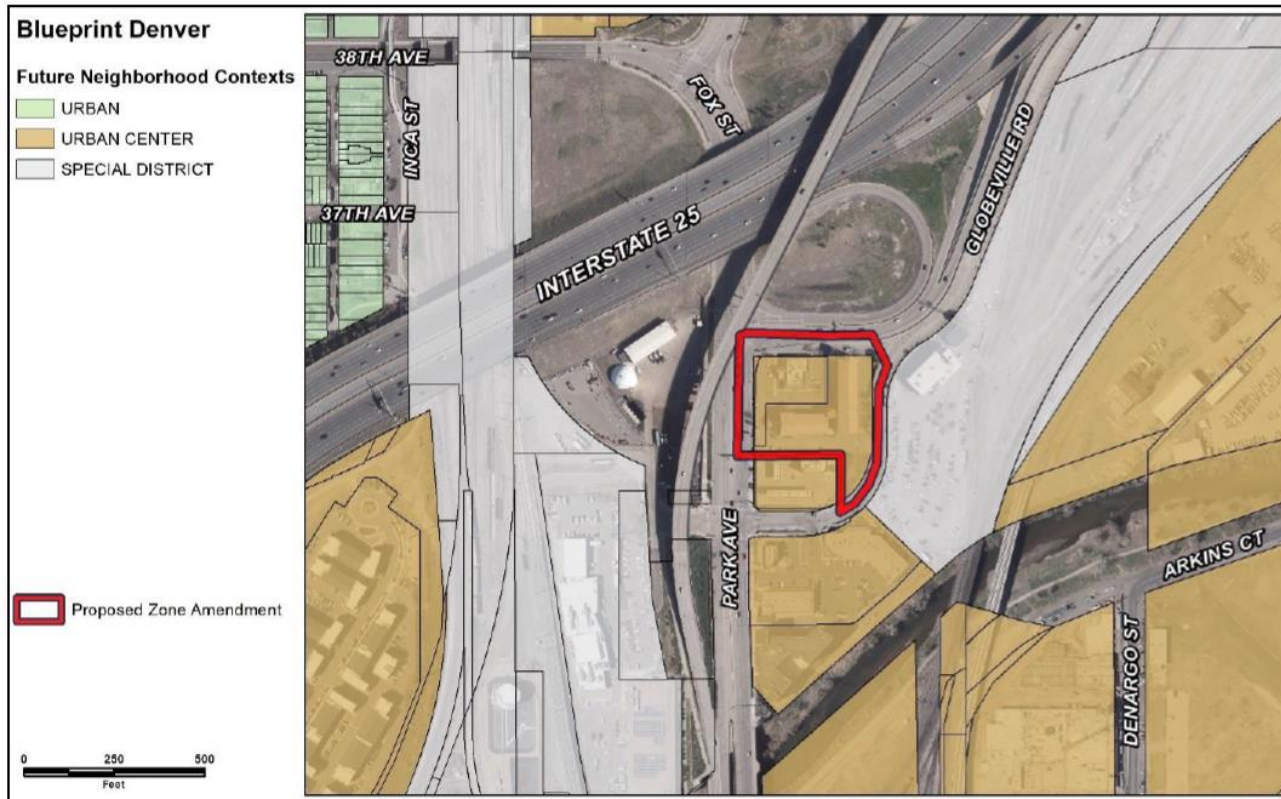 Blueprint Denver
Future Neighborhood Contexts
URBAN
URBAN CENTER
SPECIAL DISTRICT
Proposed Zone Amendment
0 250 500
Feet
38TH AVE
INCA ST
FOX ST
GLOBEVILLE RD
37TH AVE
INTERSTATE 25
PARK AVE
ARKINS CT
DENARGO ST